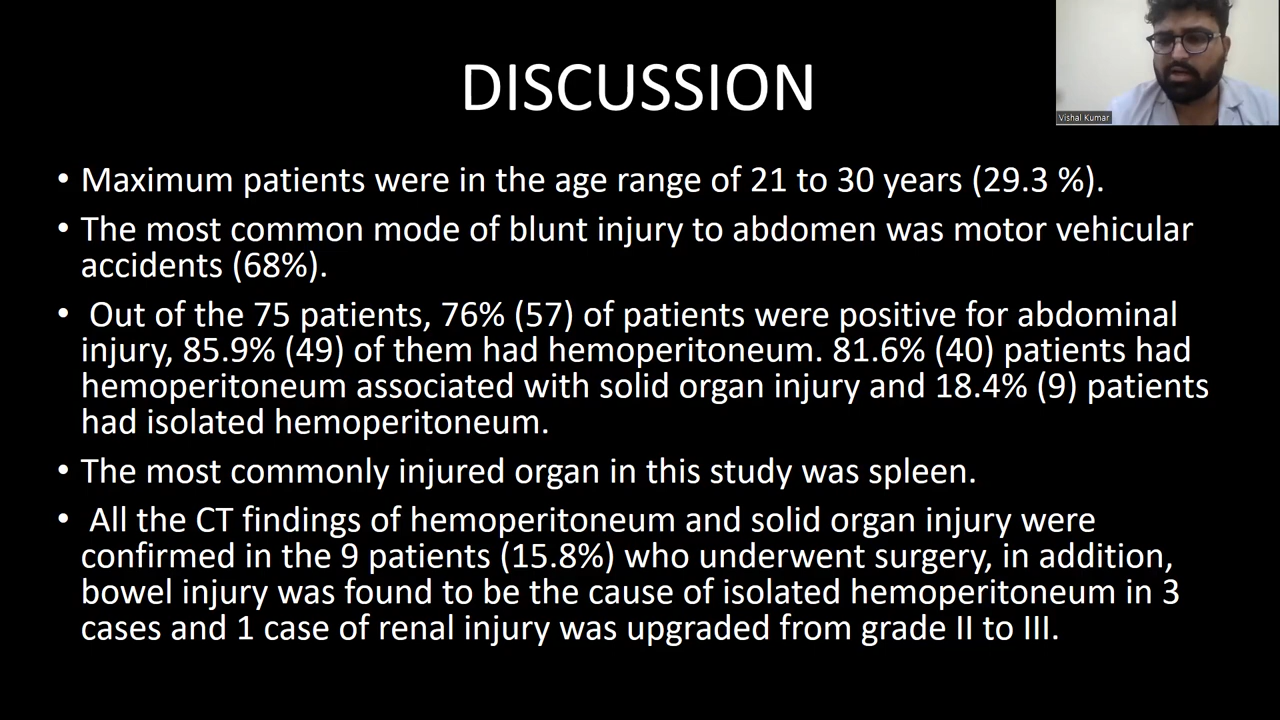 DISCUSSION
Vishal Kumar
• Maximum patients were in the age range of 21 to 30 years (29.3 %).
• The most common mode of blunt injury to abdomen was motor vehicular
accidents (68%).
• Out of the 75 patients, 76% (57) of patients were positive for abdominal
injury, 85.9% (49) of them had hemoperitoneum. 81.6% (40) patients had
hemoperitoneum associated with solid organ injury and 18.4% (9) patients
had isolated hemoperitoneum.
• The most commonly injured organ in this study was spleen.
• All the CT findings of hemoperitoneum and solid organ injury were
confirmed in the 9 patients (15.8%) who underwent surgery, in addition,
bowel injury was found to be the cause of isolated hemoperitoneum in 3
cases and 1 case of renal injury was upgraded from grade II to III.